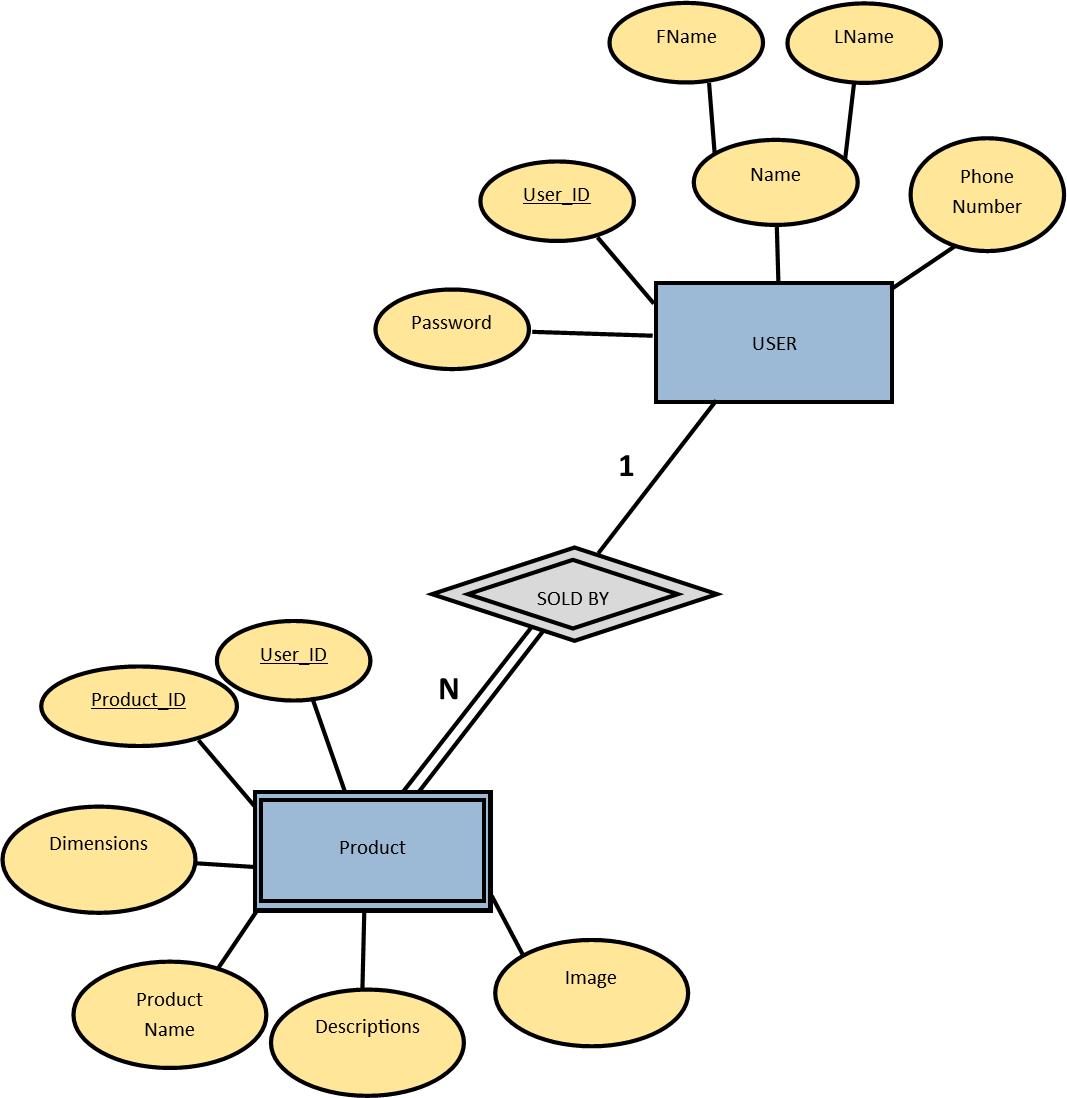 FName
LName
Name
Phone
Number
User_ID
Password
USER
1
SOLD BY
N
User_ID
Product_ID
Dimensions
Product
Product
Name
Descriptions
Image